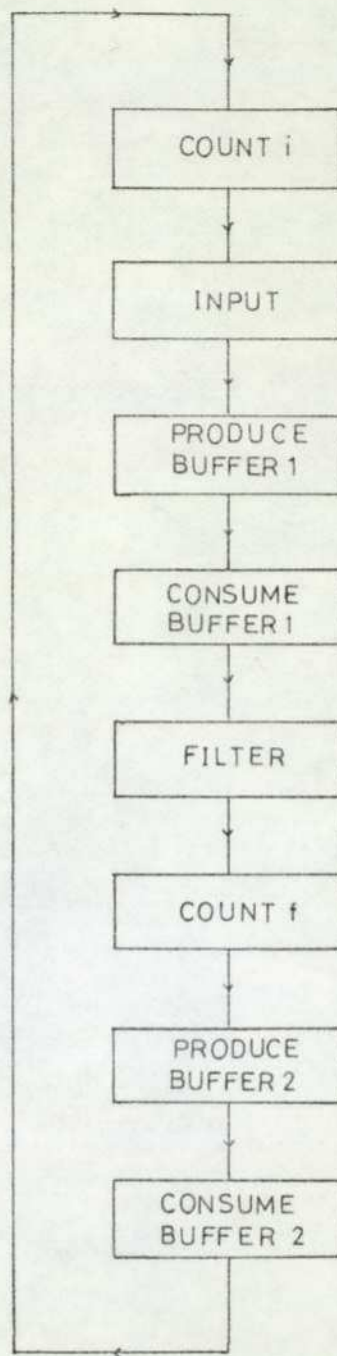 COUNT i
INPUT
PRODUCE
BUFFER 1
CONSUME
BUFFER 1
FILTER
COUNT f
PRODUCE
BUFFER 2
CONSUME
BUFFER 2